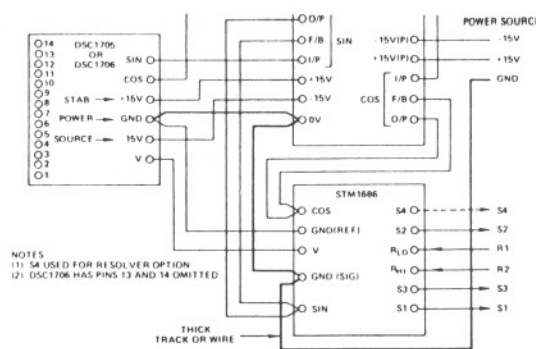 14
13
12
11
10
9
8
7
6
5
4
3
2
1
DSC1705
OR
DSC1706
SIN
COS
STAB
+15V
POWER
GND
SOURCE
-15V
V
O/P
F/B
SIN
I/P
+15V
-15V
0V
-15V(P)
+15V(P)
I/P
COS
F/B
O/P
POWER SOURCE
-15V
+15V
GND
STM1686
COS
GND(REF)
V
GND (SIG)
SIN
S4
S2
RLO
RHI
S3
S1
S4
S2
R1
R2
S3
S1
NOTES
(1) S4 USED FOR RESOLVER OPTION
(2) DSC1706 HAS PINS 13 AND 14 OMITTED
THICK
TRACK OR WIRE